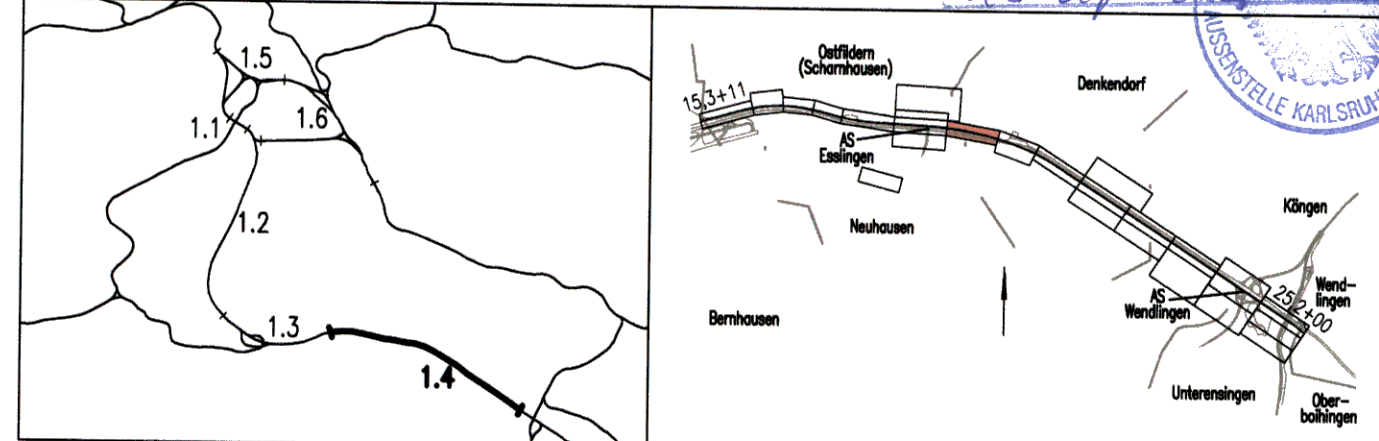 1.5
1.6
1.1
1.2
1.3
1.4
Ostfildern
(Scharnhausen)
Denkendorf
15,3+11
AS
Esslingen
Neuhausen
Köngen
Bernhausen
AS
Wendlingen
25,2+00
Wend-
lingen
Unterensingen
Ober-
boihingen
AUSSENSTELLE KARLSRUH